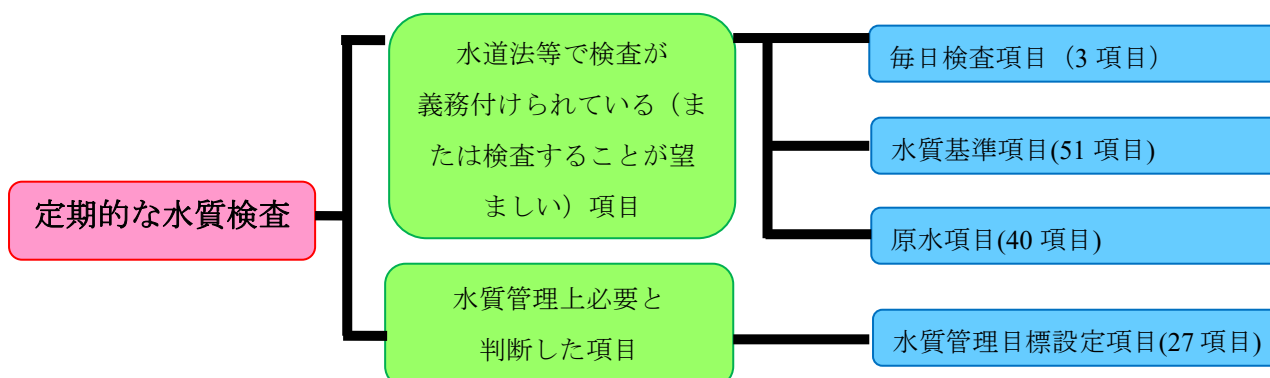 定期的な水質検査
水道法等で検査が
義務付けられている（ま
たは検査することが望
ましい）項目
水質管理上必要と
判断した項目
毎日検査項目（3 項目）
水質基準項目(51 項目)
原水項目(40 項目)
水質管理目標設定項目(27 項目)